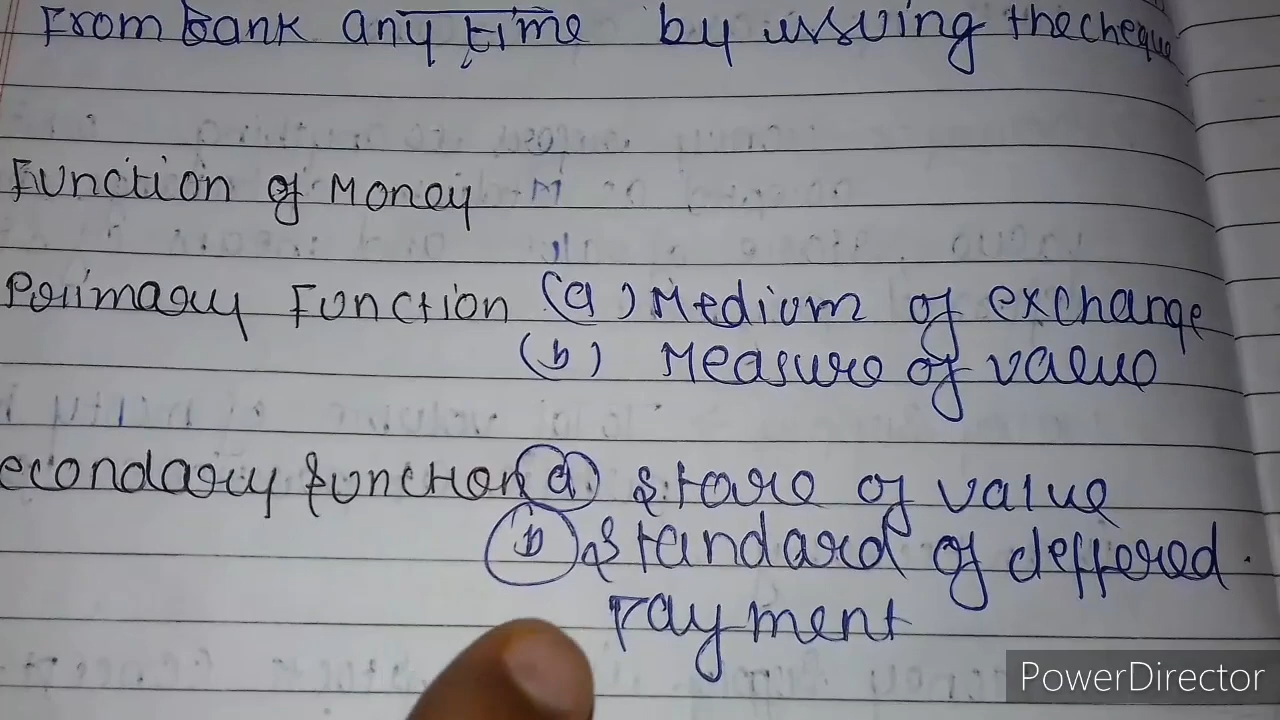 From bank any time by issuing the cheque
Function of Money
Primary Function (a) Medium of exchange
(b) Measure of value
econdary function (a) store of value
(b) standard of deffered
Payment
PowerDirector